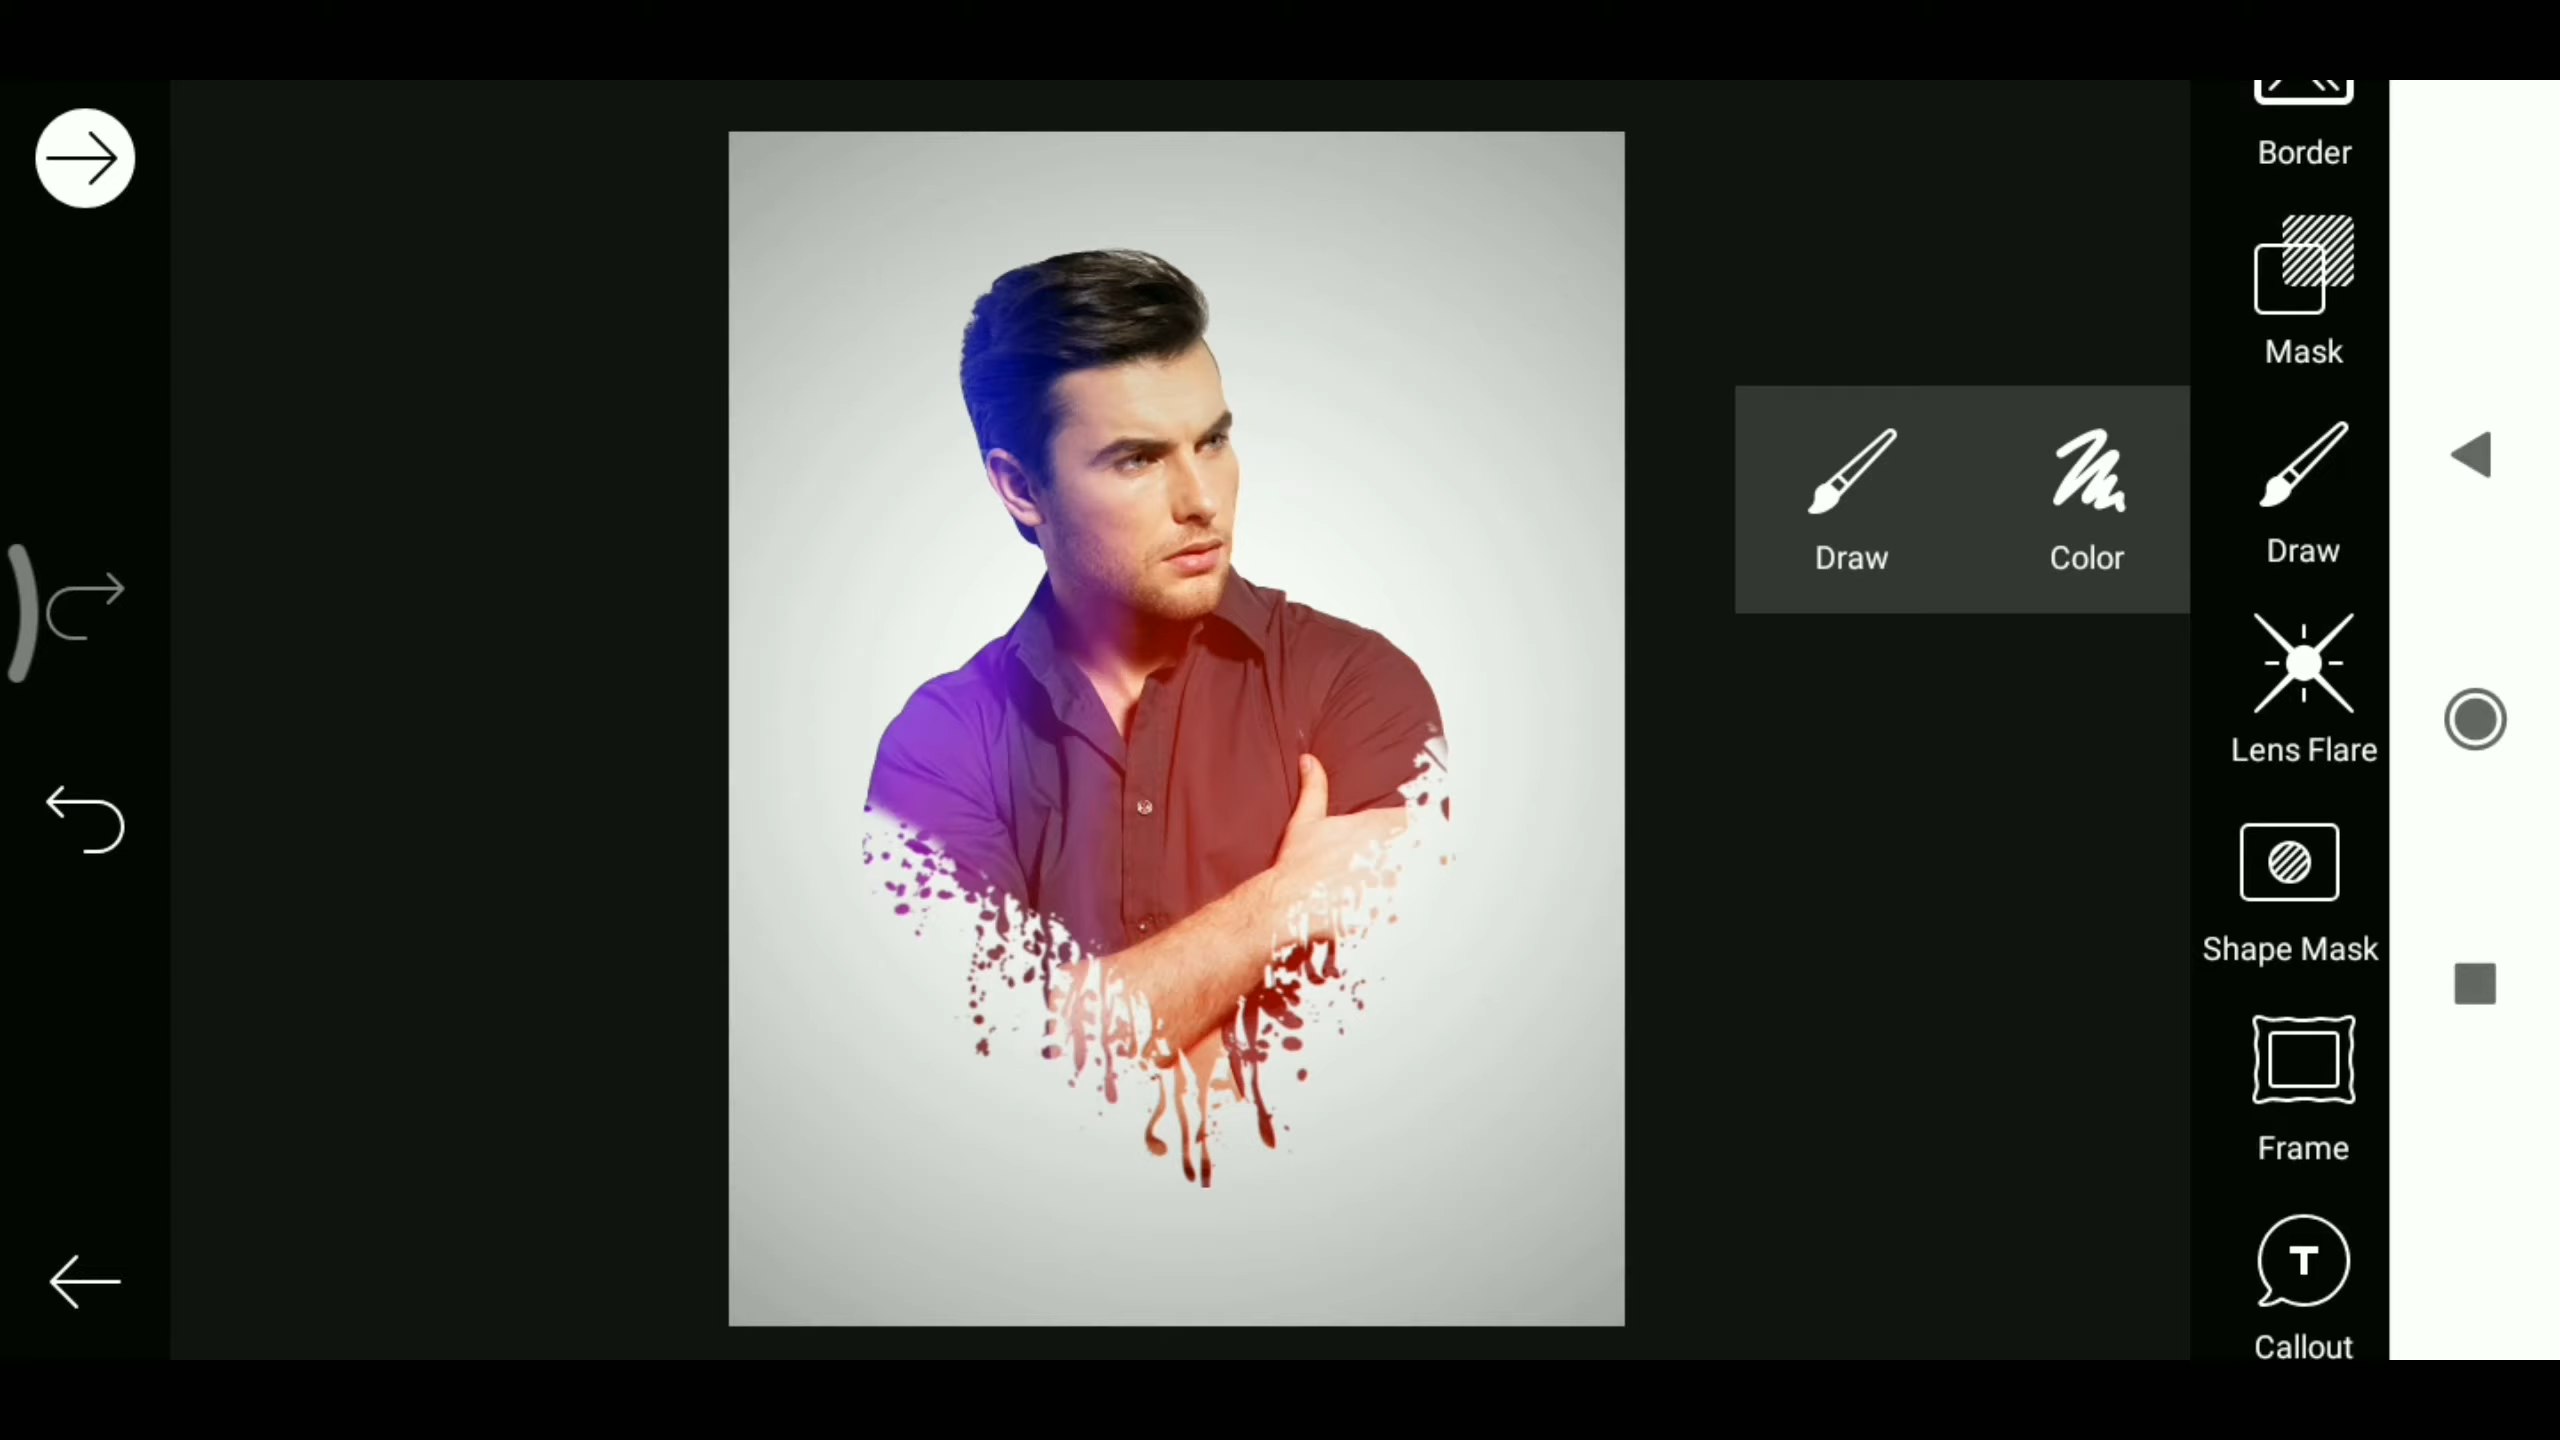 Border
Mask
Draw
Color
Draw
Lens Flare
Shape Mask
Frame
T
Callout